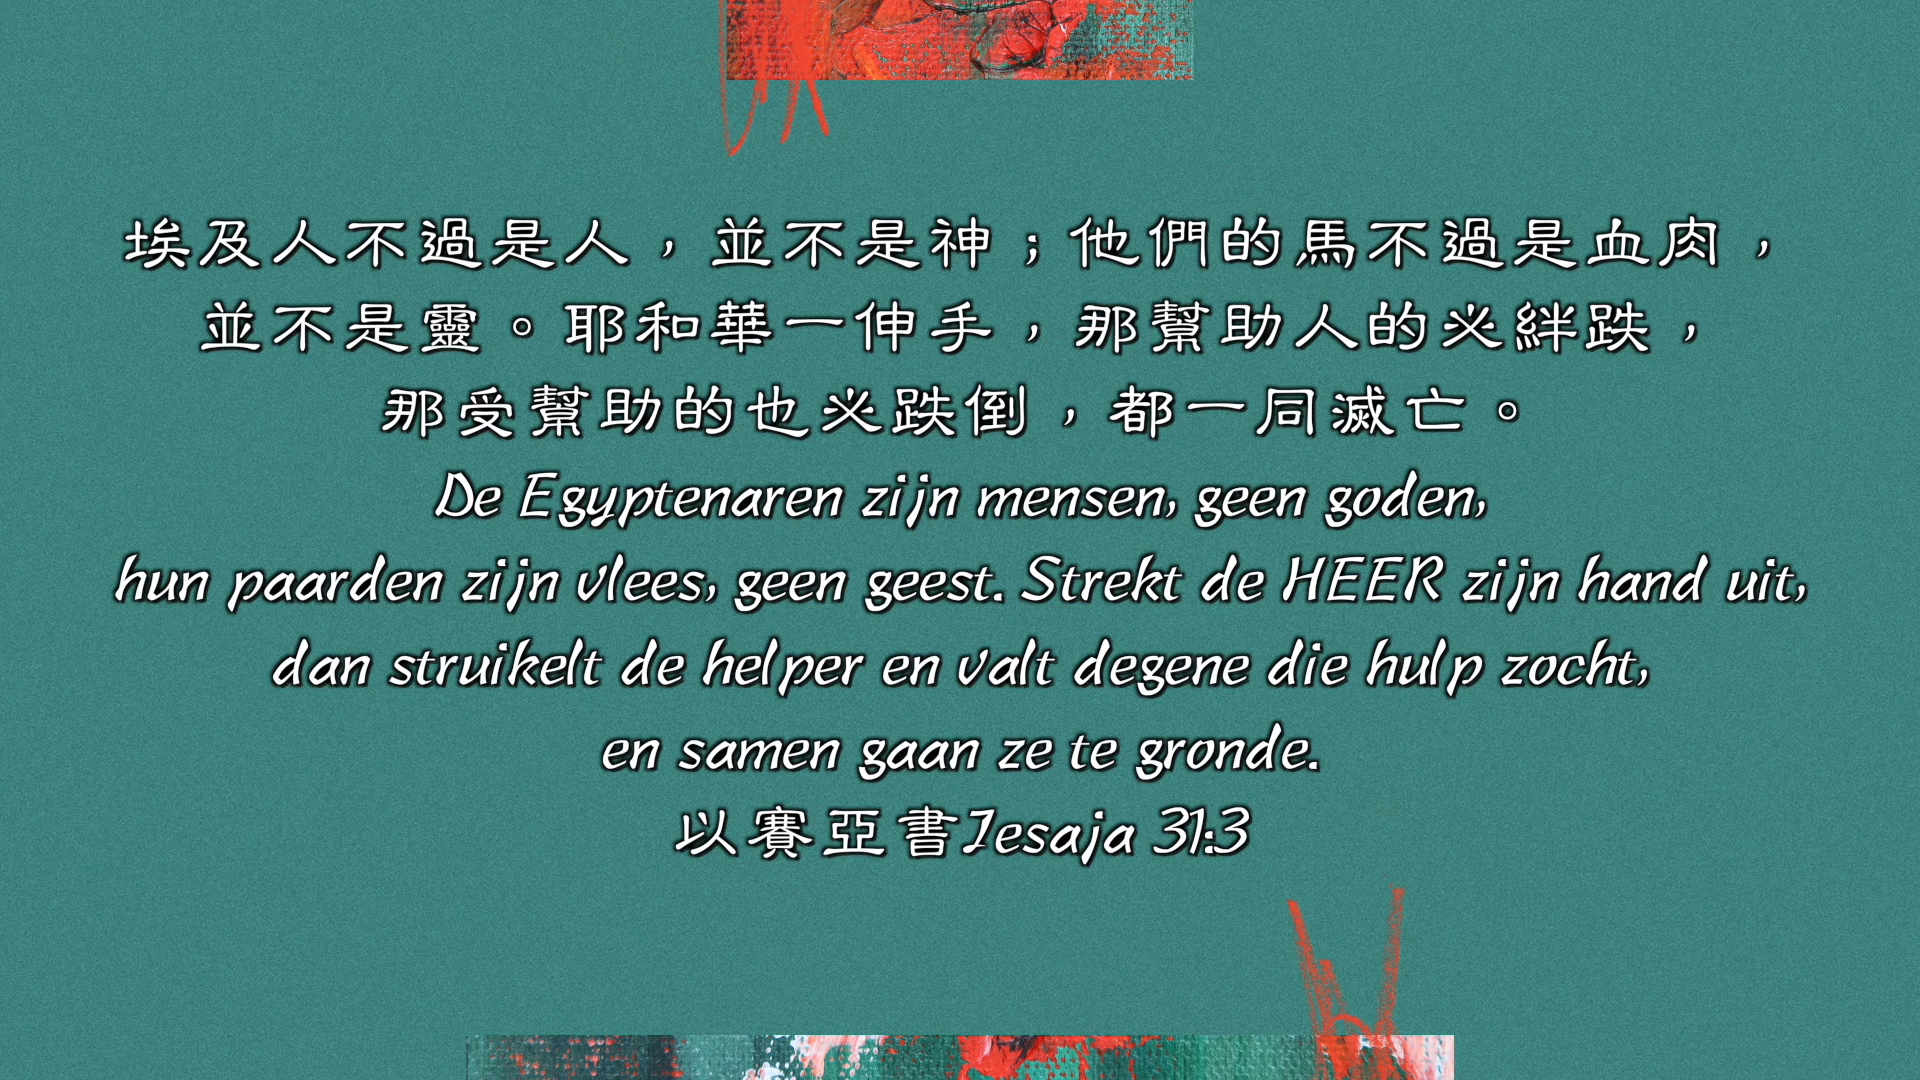 埃及人不過是人，並不是神；他們的馬不過是血肉，
並不是靈。耶和華一伸手，那幫助人的必絆跌，
那受幫助的也必跌倒，都一同滅亡。
De Egyptenaren zijn mensen, geen goden,
hun paarden zijn vlees, geen geest. Strekt de HEER zijn hand uit,
dan struikelt de helper en valt degene die hulp zocht,
en samen gaan ze te gronde.
以賽亞書Jesaja 31:3